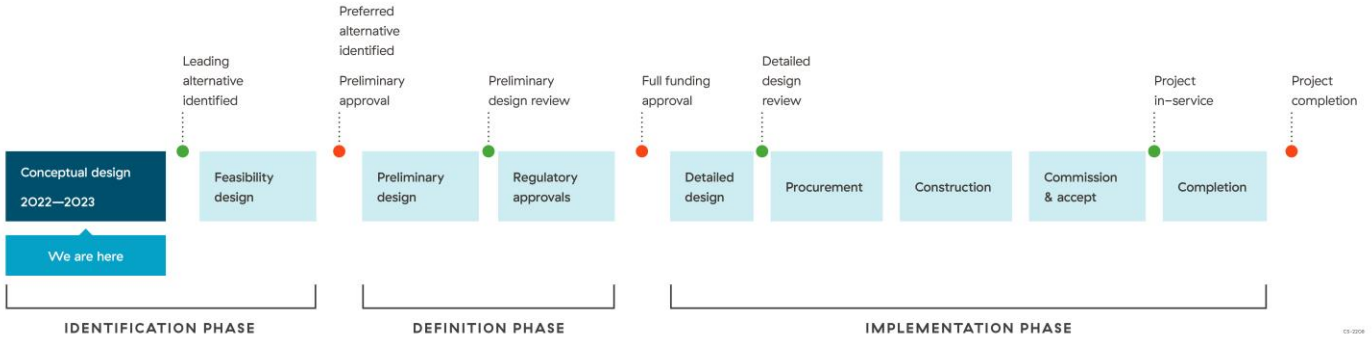 Preferred
alternative
identified
Leading
alternative
identified
Preliminary
approval
Preliminary
design review
Full funding
approval
Detailed
design
review
Project
in-service
Project
completion
Conceptual design
2022—2023
Feasibility
design
Preliminary
design
Regulatory
approvals
Detailed
design
Procurement
Construction
Commission
& accept
Completion
We are here
IDENTIFICATION PHASE
DEFINITION PHASE
IMPLEMENTATION PHASE
CS-2208